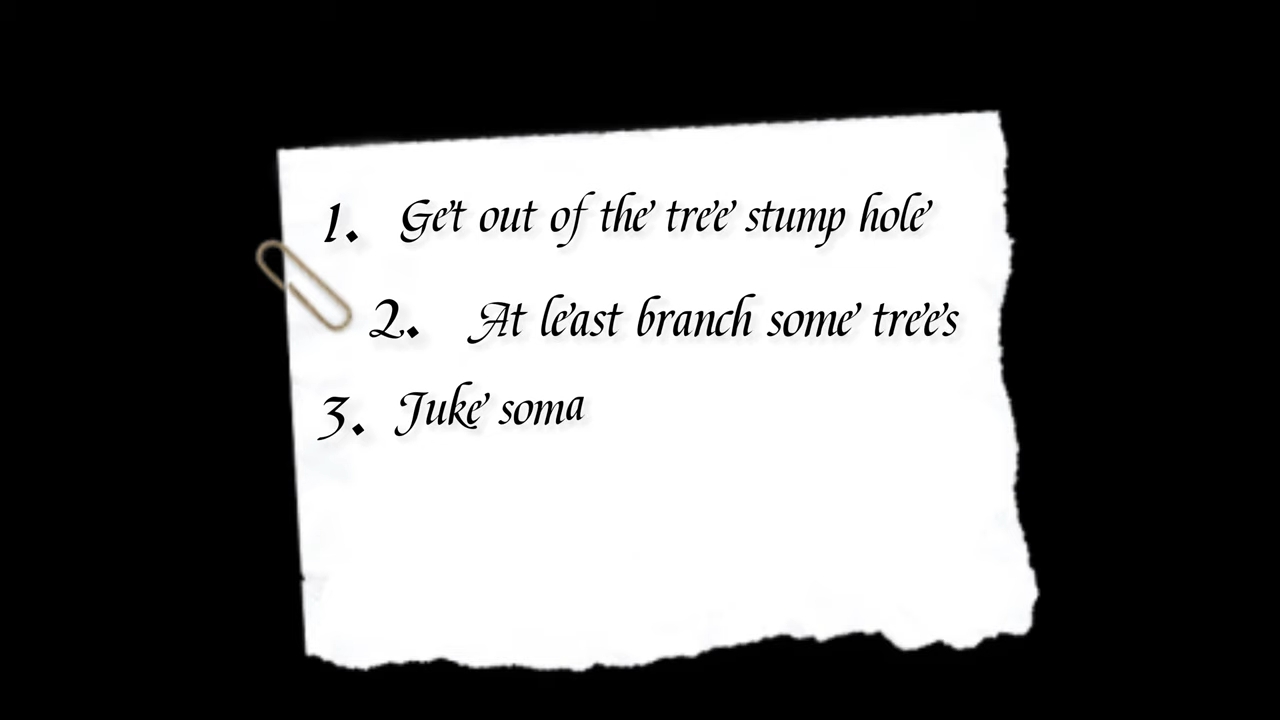 1. Get out of the tree stump hole
2. At least branch some trees
3. Juke soma